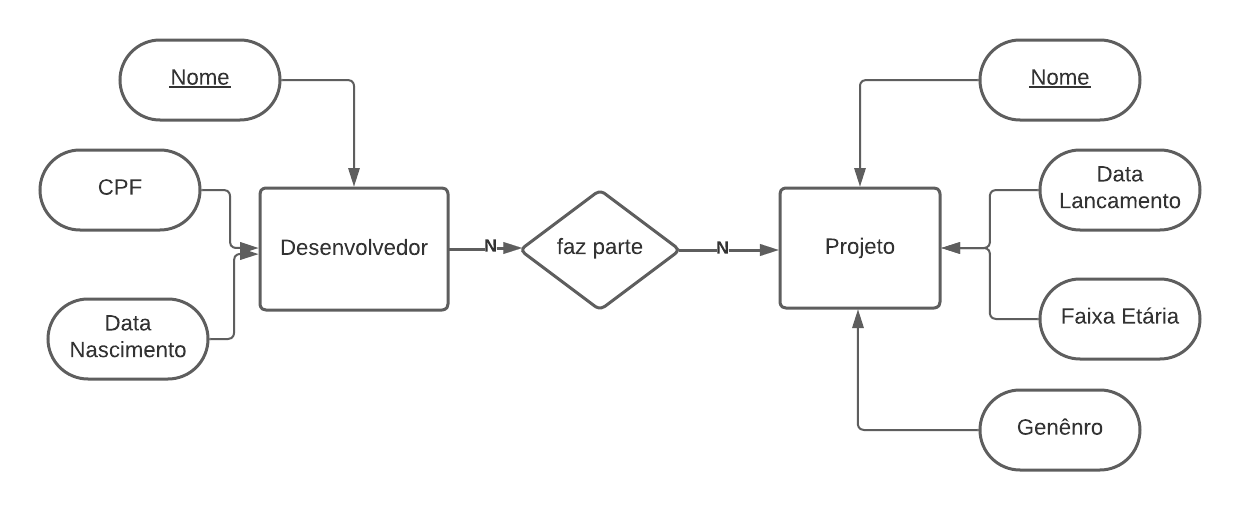 Nome
Nome
CPF
Data
Lancamento
Desenvolvedor
N
faz parte
N
Projeto
Data
Nascimento
Faixa Etária
Genênro